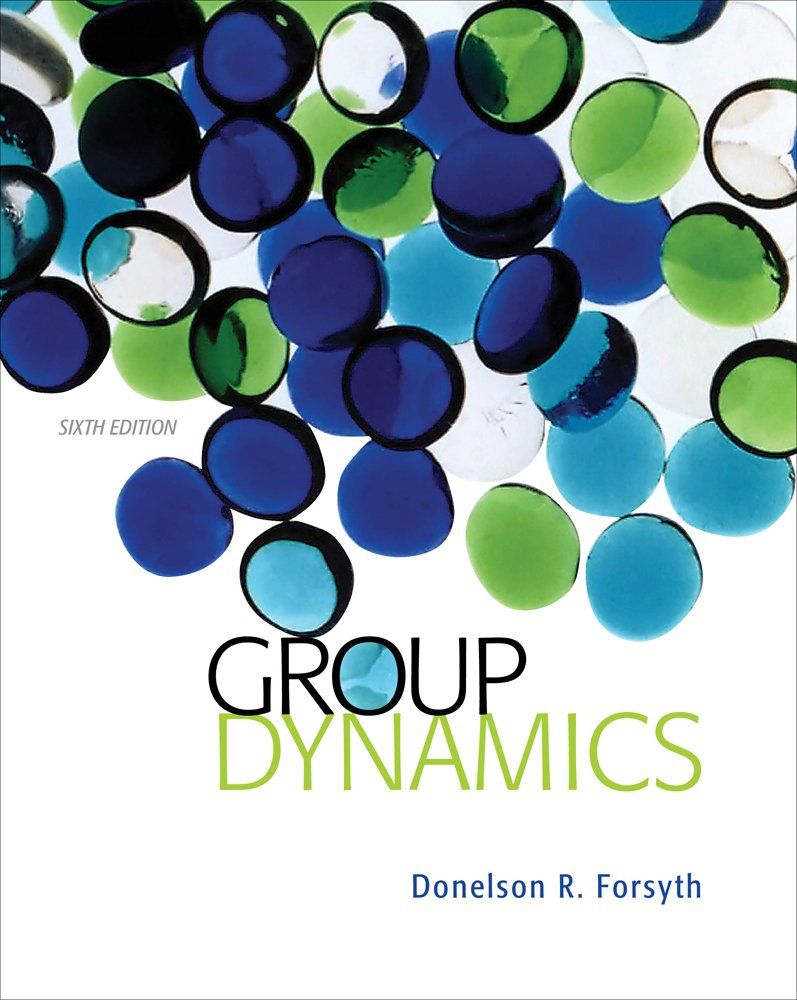 SIXTH EDITION
GROUP
DYNAMICS
Donelson R. Forsyth